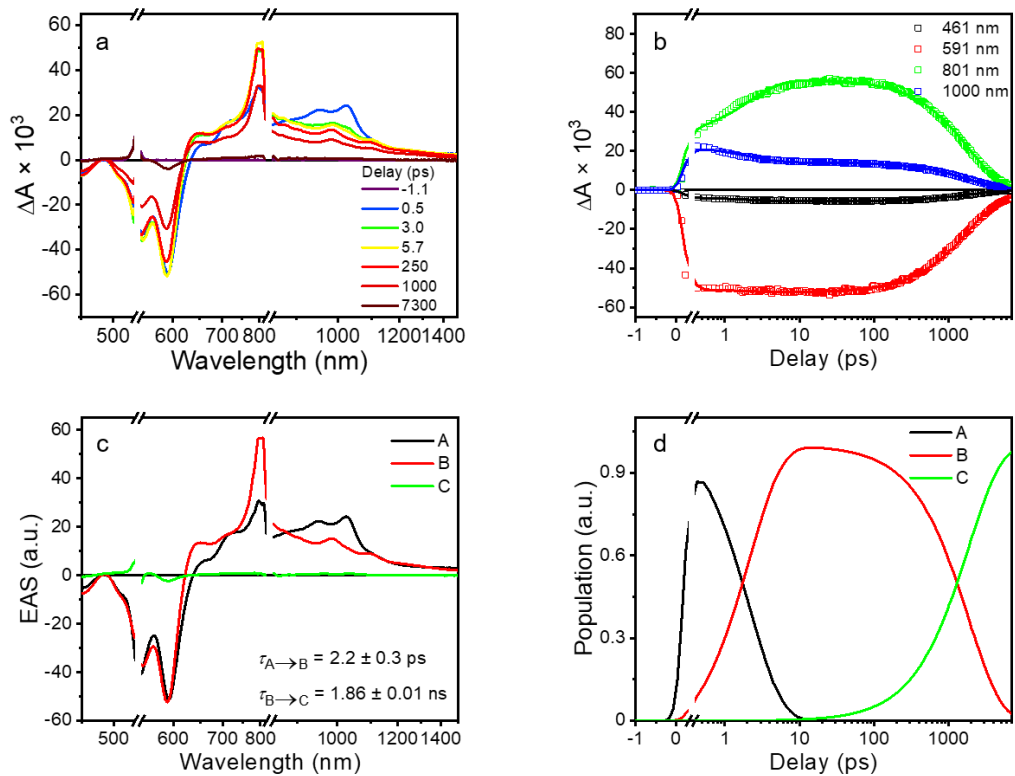 a
60
40
20
0
-20
-40
-60
ΔA × 10³
Delay (ps)
-1.1
0.5
3.0
5.7
250
1000
7300
500 600 700 800 1000 1200 1400
Wavelength (nm)
b
461 nm
591 nm
801 nm
1000 nm
80
60
40
20
0
-20
-40
-60
ΔA × 10³
-1 0 1 10 100 1000
Delay (ps)
c
A
B
C
60
40
20
0
-20
-40
-60
EAS (a.u.)
τA→B = 2.2 ± 0.3 ps
τB→C = 1.86 ± 0.01 ns
500 600 700 800 1000 1200 1400
Wavelength (nm)
d
A
B
C
0.9
0.6
0.3
0
Population (a.u.)
-1 0 1 10 100 1000
Delay (ps)